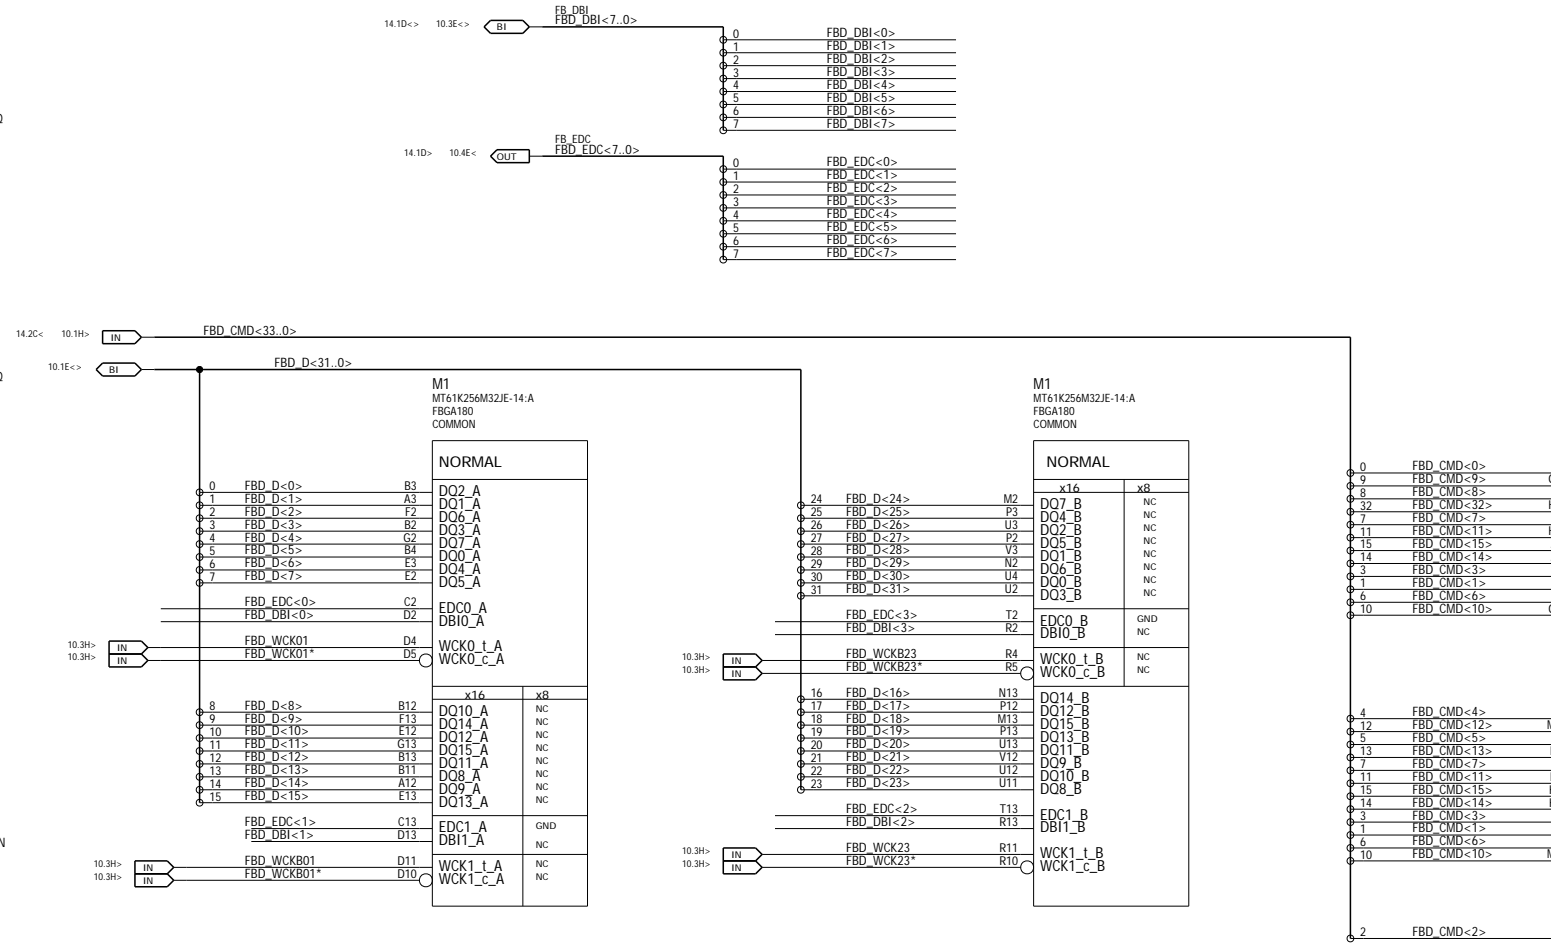 FB_DBI
14.1D<> 10.3E<> BI FBD_DBI<7..0>
0 FBD_DBI<0>
1 FBD_DBI<1>
2 FBD_DBI<2>
3 FBD_DBI<3>
4 FBD_DBI<4>
5 FBD_DBI<5>
6 FBD_DBI<6>
7 FBD_DBI<7>
FB_EDC
14.1D> 10.4E< OUT FBD_EDC<7..0>
0 FBD_EDC<0>
1 FBD_EDC<1>
2 FBD_EDC<2>
3 FBD_EDC<3>
4 FBD_EDC<4>
5 FBD_EDC<5>
6 FBD_EDC<6>
7 FBD_EDC<7>
14.2C< 10.1H> IN FBD_CMD<33..0>
10.1E<> BI FBD_D<31..0>
M1
MT61K256M32JE-14:A
FBGA180
COMMON
NORMAL
0 FBD_D<0> B3 DQ2_A
1 FBD_D<1> A3 DQ1_A
2 FBD_D<2> F2 DQ6_A
3 FBD_D<3> B2 DQ3_A
4 FBD_D<4> G2 DQ7_A
5 FBD_D<5> B4 DQ0_A
6 FBD_D<6> E3 DQ4_A
7 FBD_D<7> E2 DQ5_A
FBD_EDC<0> C2 EDC0_A
FBD_DBI<0> D2 DBI0_A
10.3H> IN FBD_WCK01 D4 WCK0_t_A
10.3H> IN FBD_WCK01* D5 WCK0_c_A
x16 x8
8 FBD_D<8> B12 DQ10_A NC
9 FBD_D<9> F13 DQ14_A NC
10 FBD_D<10> E12 DQ12_A NC
11 FBD_D<11> G13 DQ15_A NC
12 FBD_D<12> B13 DQ11_A NC
13 FBD_D<13> B11 DQ8_A NC
14 FBD_D<14> A12 DQ9_A NC
15 FBD_D<15> E13 DQ13_A NC
FBD_EDC<1> C13 EDC1_A GND
FBD_DBI<1> D13 DBI1_A NC
10.3H> IN FBD_WCKB01 D11 WCK1_t_A NC
10.3H> IN FBD_WCKB01* D10 WCK1_c_A NC
M1
MT61K256M32JE-14:A
FBGA180
COMMON
NORMAL
x16 x8
24 FBD_D<24> M2 DQ7_B NC
25 FBD_D<25> P3 DQ4_B NC
26 FBD_D<26> U3 DQ2_B NC
27 FBD_D<27> P2 DQ5_B NC
28 FBD_D<28> V3 DQ1_B NC
29 FBD_D<29> N2 DQ6_B NC
30 FBD_D<30> U4 DQ0_B NC
31 FBD_D<31> U2 DQ3_B NC
FBD_EDC<3> T2 EDC0_B GND
FBD_DBI<3> R2 DBI0_B NC
10.3H> IN FBD_WCKB23 R4 WCK0_t_B NC
10.3H> IN FBD_WCKB23* R5 WCK0_c_B NC
16 FBD_D<16> N13 DQ14_B
17 FBD_D<17> P12 DQ12_B
18 FBD_D<18> M13 DQ15_B
19 FBD_D<19> P13 DQ13_B
20 FBD_D<20> U13 DQ11_B
21 FBD_D<21> V12 DQ9_B
22 FBD_D<22> U12 DQ10_B
23 FBD_D<23> U11 DQ8_B
FBD_EDC<2> T13 EDC1_B
FBD_DBI<2> R13 DBI1_B
10.3H> IN FBD_WCK23 R11 WCK1_t_B
10.3H> IN FBD_WCK23* R10 WCK1_c_B
0 FBD_CMD<0>
9 FBD_CMD<9>
8 FBD_CMD<8>
32 FBD_CMD<32>
7 FBD_CMD<7>
11 FBD_CMD<11>
15 FBD_CMD<15>
14 FBD_CMD<14>
3 FBD_CMD<3>
1 FBD_CMD<1>
6 FBD_CMD<6>
10 FBD_CMD<10>
4 FBD_CMD<4>
12 FBD_CMD<12>
5 FBD_CMD<5>
13 FBD_CMD<13>
7 FBD_CMD<7>
11 FBD_CMD<11>
15 FBD_CMD<15>
14 FBD_CMD<14>
3 FBD_CMD<3>
1 FBD_CMD<1>
6 FBD_CMD<6>
10 FBD_CMD<10>
2 FBD_CMD<2>